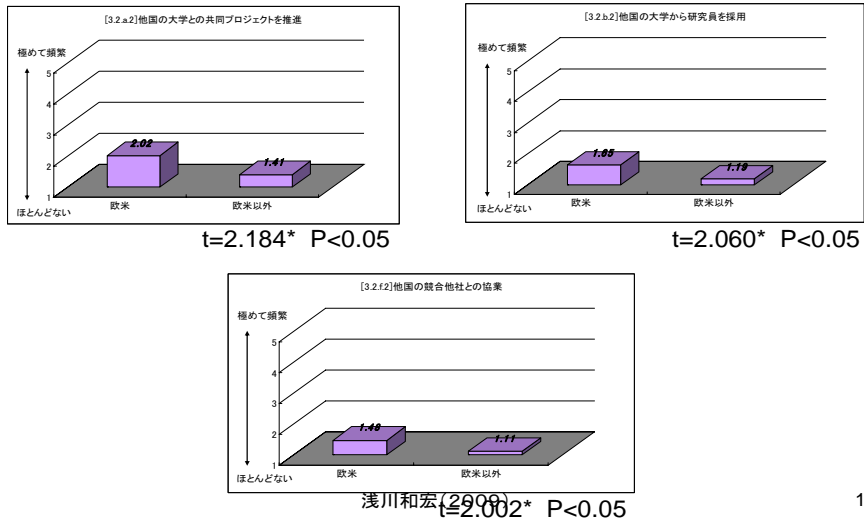 [3.2.a.2]他国の大学との共同プロジェクトを推進
極めて頻繁
5
4
3
2
1
ほとんどない
2.02
1.41
欧米
欧米以外
t=2.184* P<0.05
[3.2.b.2]他国の大学から研究員を採用
極めて頻繁
5
4
3
2
1
ほとんどない
1.65
1.19
欧米
欧米以外
t=2.060* P<0.05
[3.2.f.2]他国の競合他社との協業
極めて頻繁
5
4
3
2
1
ほとんどない
1.46
1.11
欧米
欧米以外
浅川和宏(2009)
t=2.002* P<0.05
1